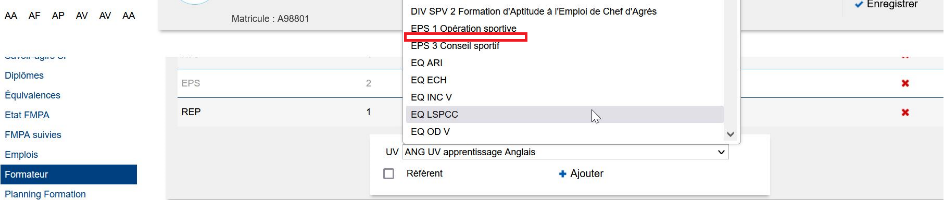 AA AF AP AV AV AA
Matricule : A98801
Enregistrer
DIV SPV 2 Formation d'Aptitude à l'Emploi de Chef d'Agrès
EPS 1 Opération sportive
EPS 3 Conseil sportif
EQ ARI
EQ ECH
EQ INC V
EQ LSPCC
EQ OD V
Diplômes
Équivalences
Etat FMPA
FMPA suivies
Emplois
Formateur
Planning Formation
EPS 2
REP 1
UV ANG UV apprentissage Anglais
Référent
+ Ajouter